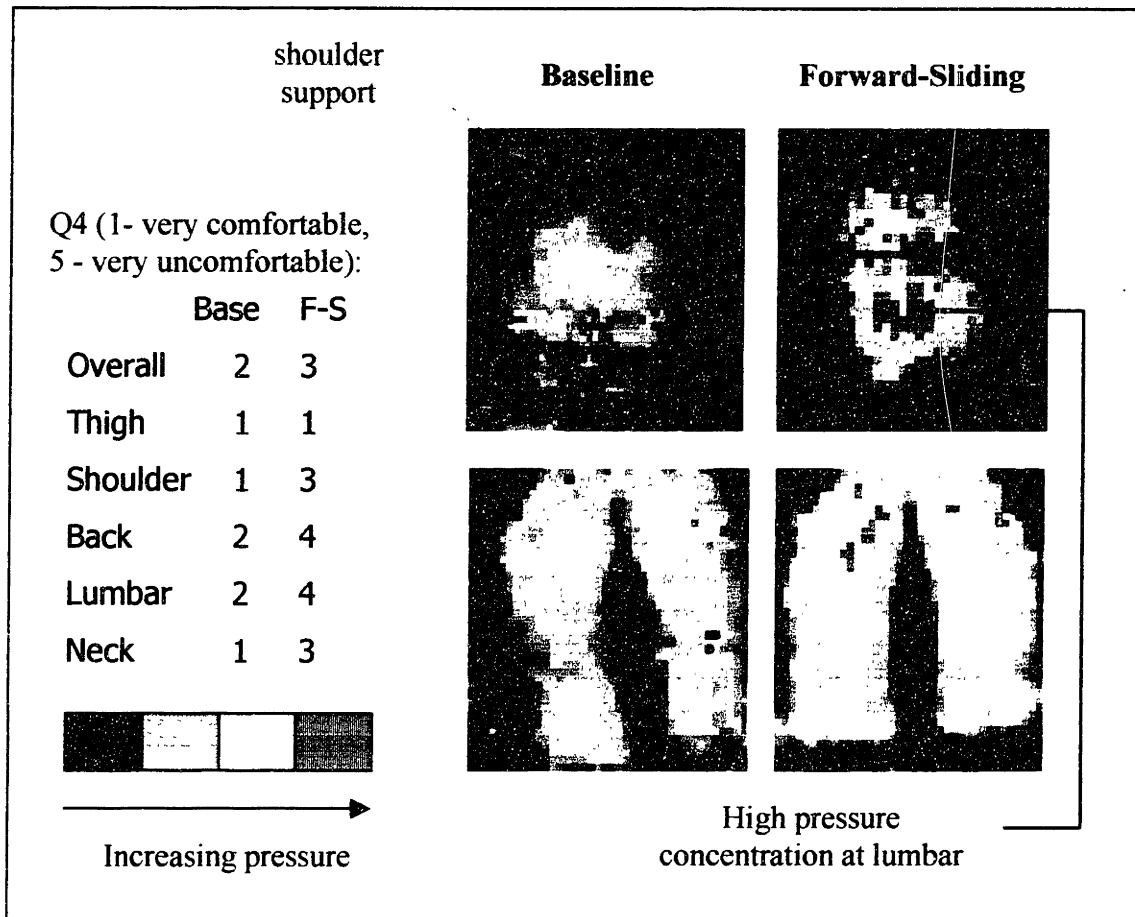 shoulder
support
Baseline
Forward-Sliding
Q4 (1- very comfortable,
5 - very uncomfortable):
Base F-S
Overall 2 3
Thigh 1 1
Shoulder 1 3
Back 2 4
Lumbar 2 4
Neck 1 3
Increasing pressure
High pressure
concentration at lumbar